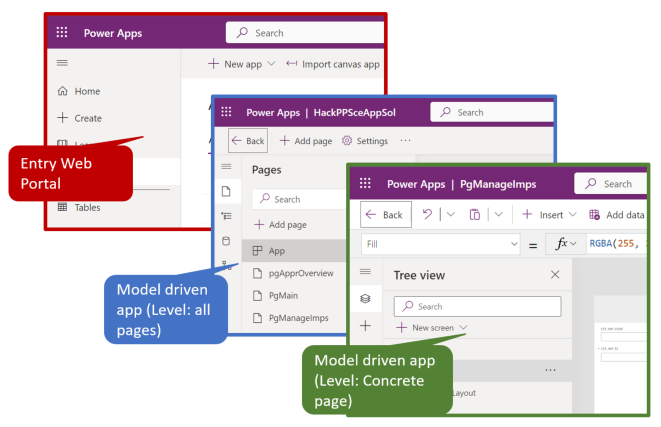 Power Apps
Search
+ New app
Import canvas app
Home
+ Create
Entry Web
Portal
Tables
Power Apps | HackPPSceAppSol
Search
← Back
+ Add page
Settings
...
Pages
Search
+ Add page
App
pgApprOverview
PgMain
PgManageImps
Model driven
app (Level: all
pages)
Power Apps | PgManageImps
Search
← Back
+ Insert
Add data
Fill
= fx
RGBA(255,
Tree view
Search
+ New screen
...
Layout
Model driven app
(Level: Concrete
page)